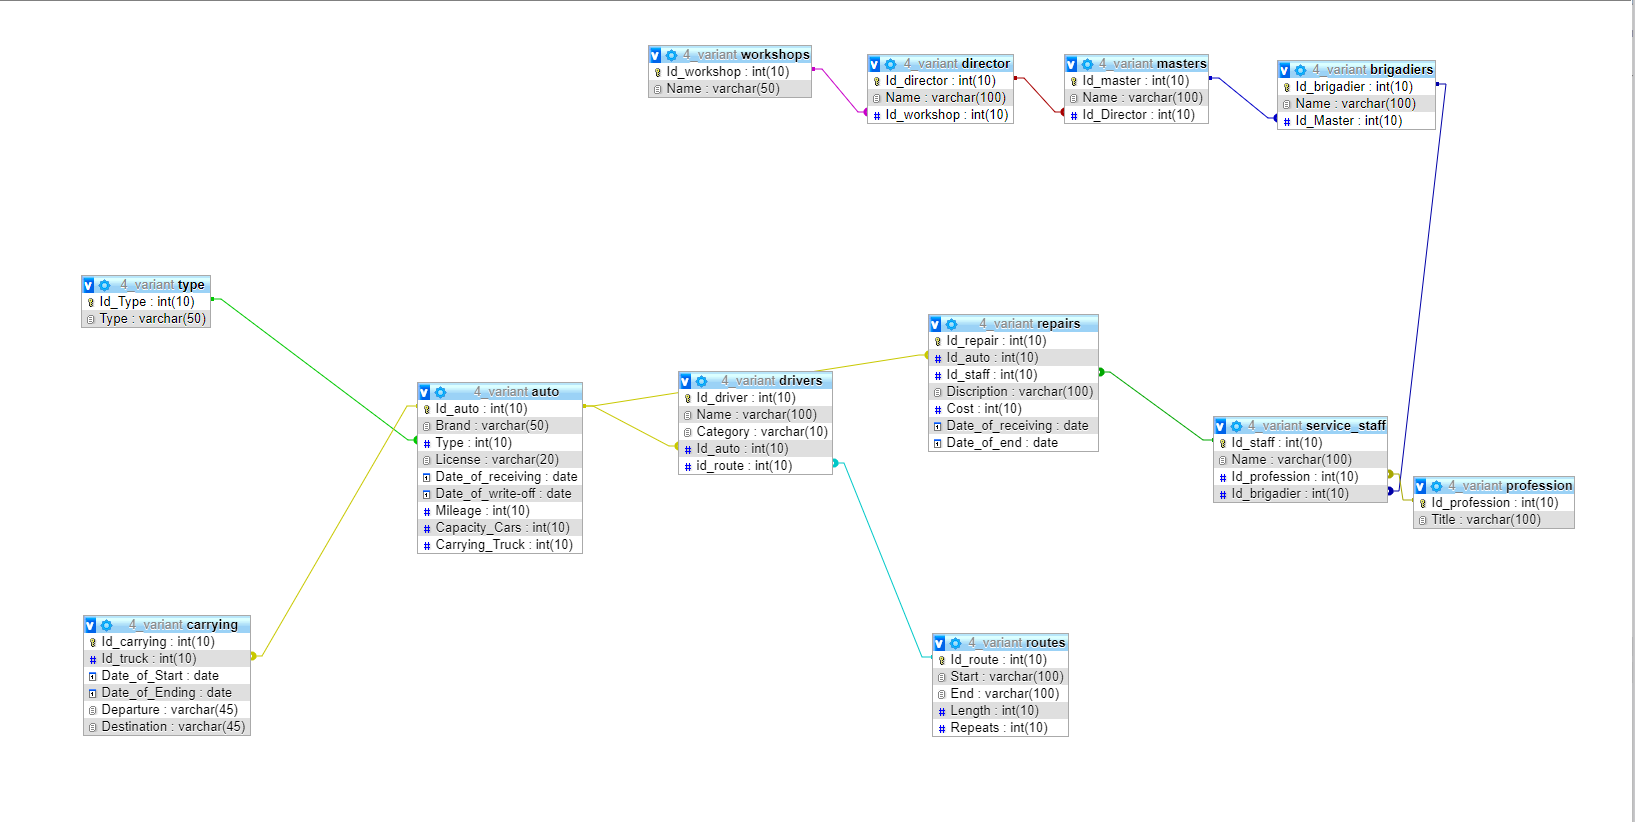 4_variant workshops
Id_workshop : int(10)
Name : varchar(50)
4_variant director
Id_director : int(10)
Name : varchar(100)
Id_workshop : int(10)
4_variant masters
Id_master : int(10)
Name : varchar(100)
Id_Director : int(10)
4_variant brigadiers
Id_brigadier : int(10)
Name : varchar(100)
Id_Master : int(10)
4_variant type
Id_Type : int(10)
Type : varchar(50)
4_variant auto
Id_auto : int(10)
Brand : varchar(50)
Type : int(10)
License : varchar(20)
Date_of_receiving : date
Date_of_write-off : date
Mileage : int(10)
Capacity_Cars : int(10)
Carrying_Truck : int(10)
4_variant drivers
Id_driver : int(10)
Name : varchar(100)
Category : varchar(10)
Id_auto : int(10)
id_route : int(10)
4_variant repairs
Id_repair : int(10)
Id_auto : int(10)
Id_staff : int(10)
Discription : varchar(100)
Cost : int(10)
Date_of_receiving : date
Date_of_end : date
4_variant service_staff
Id_staff : int(10)
Name : varchar(100)
Id_profession : int(10)
Id_brigadier : int(10)
4_variant profession
Id_profession : int(10)
Title : varchar(100)
4_variant carrying
Id_carrying : int(10)
Id_truck : int(10)
Date_of_Start : date
Date_of_Ending : date
Departure : varchar(45)
Destination : varchar(45)
4_variant routes
Id_route : int(10)
Start : varchar(100)
End : varchar(100)
Length : int(10)
Repeats : int(10)